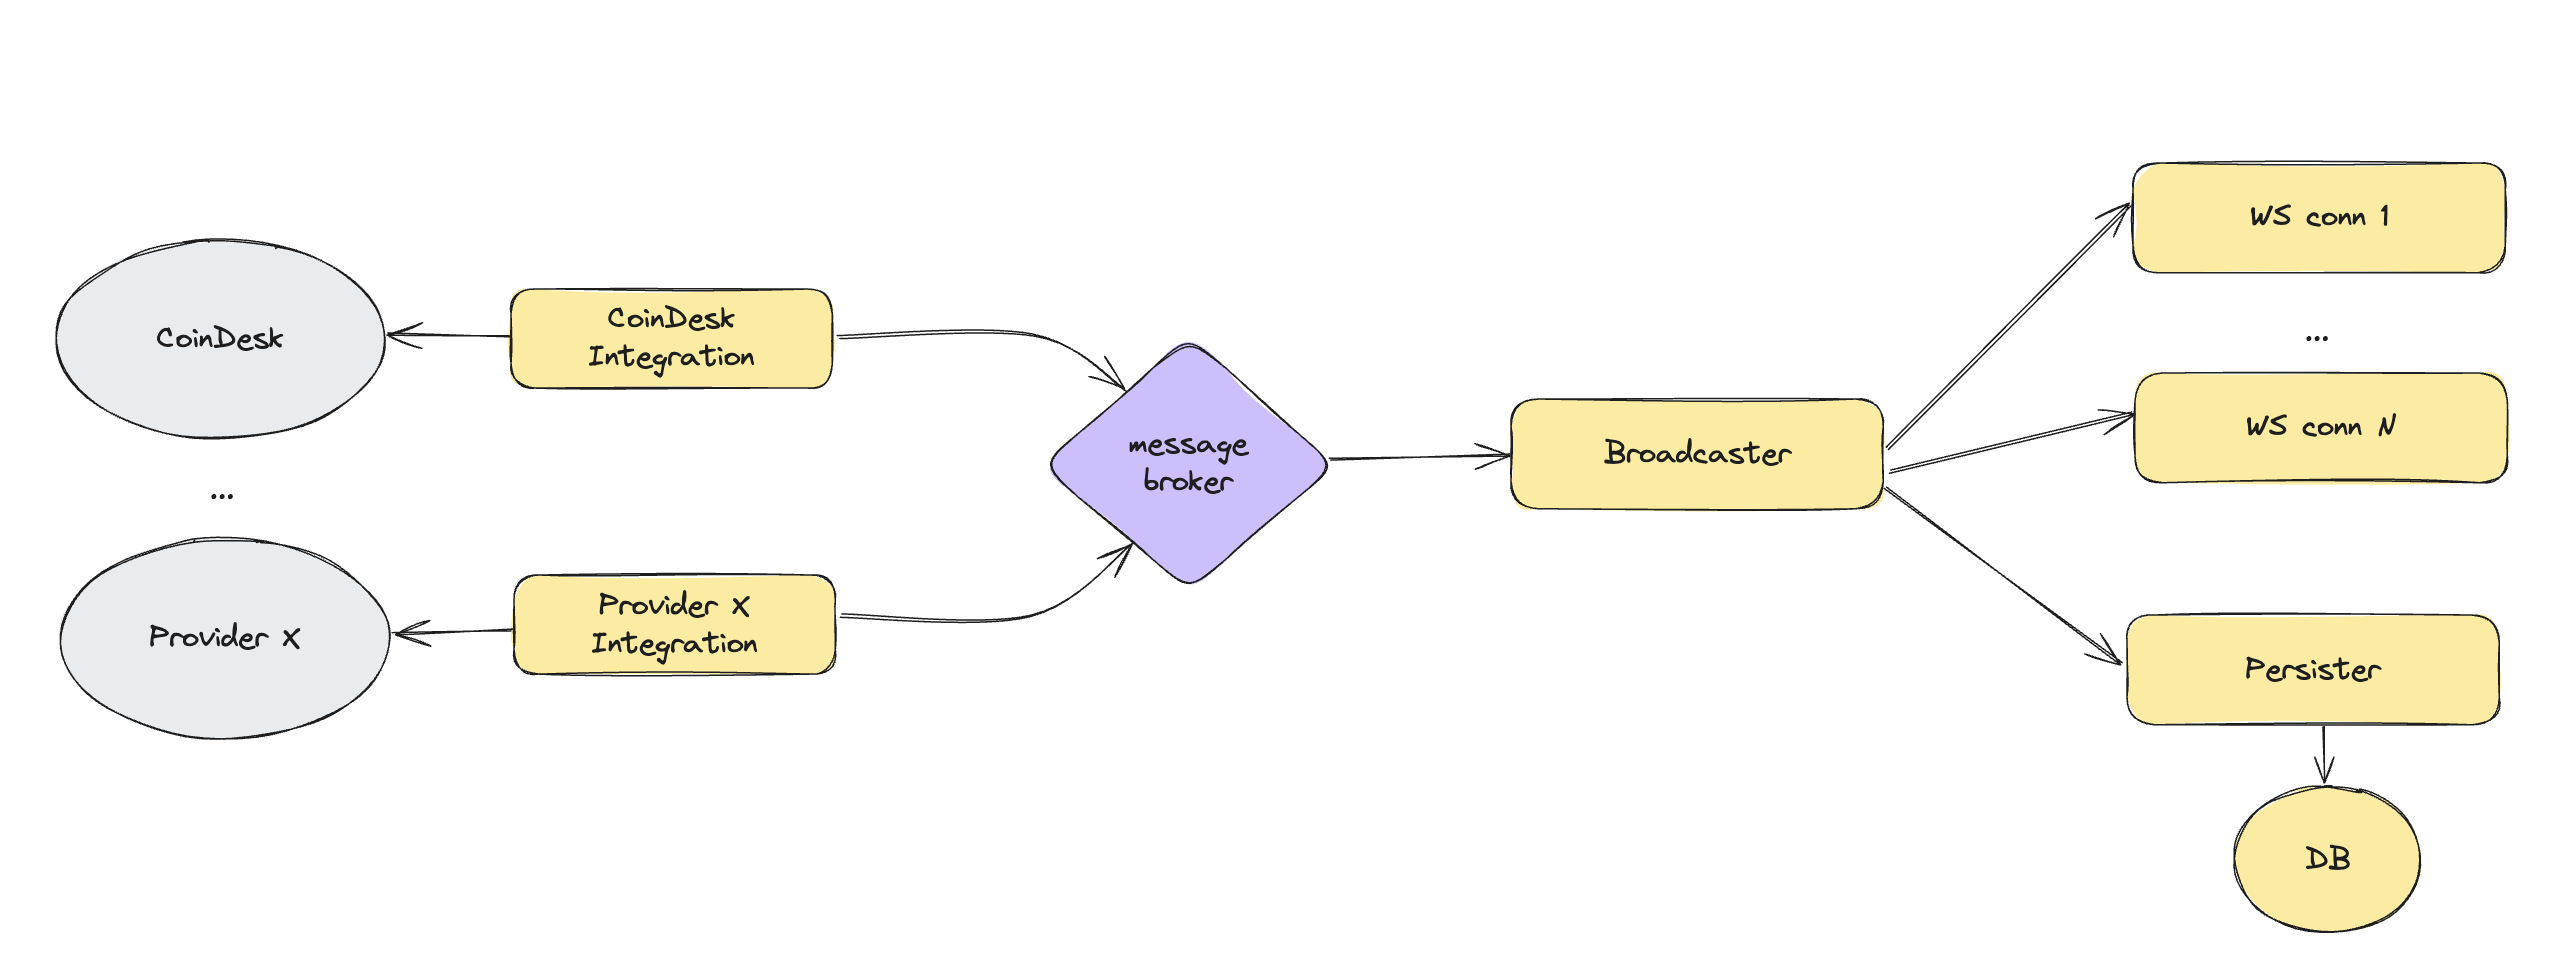 CoinDesk
CoinDesk
Integration
...
Provider X
Provider X
Integration
message
broker
Broadcaster
WS conn 1
...
WS conn N
Persister
DB